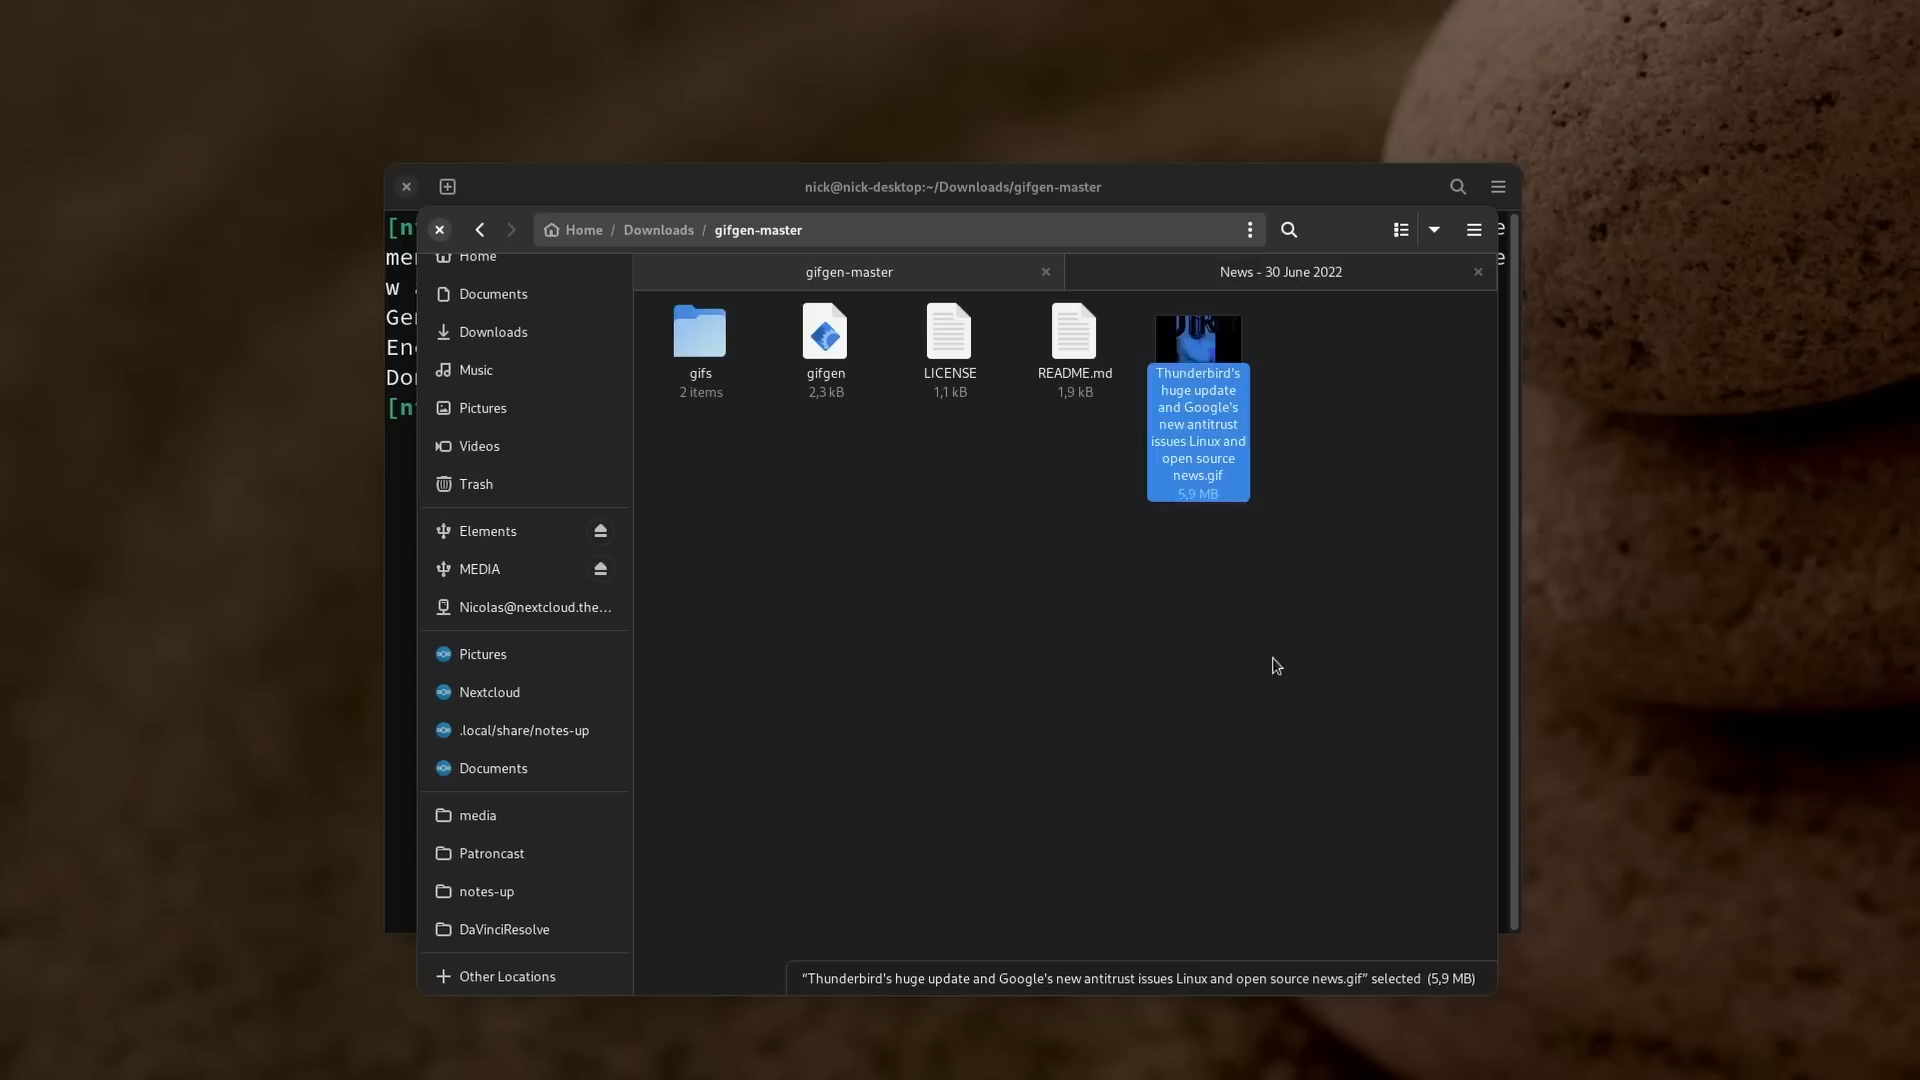 nick@nick-desktop:~/Downloads/gifgen-master
Home / Downloads / gifgen-master
Home
Documents
Downloads
Music
Pictures
Videos
Trash
Elements
MEDIA
Nicolas@nextcloud.the...
Pictures
Nextcloud
.local/share/notes-up
Documents
media
Patroncast
notes-up
DaVinciResolve
Other Locations
gifgen-master
News - 30 June 2022
gifs
2 items
gifgen
2,3 kB
LICENSE
1,1 kB
README.md
1,9 kB
Thunderbird's
huge update
and Google's
new antitrust
issues Linux and
open source
news.gif
5,9 MB
“Thunderbird's huge update and Google's new antitrust issues Linux and open source news.gif” selected (5,9 MB)